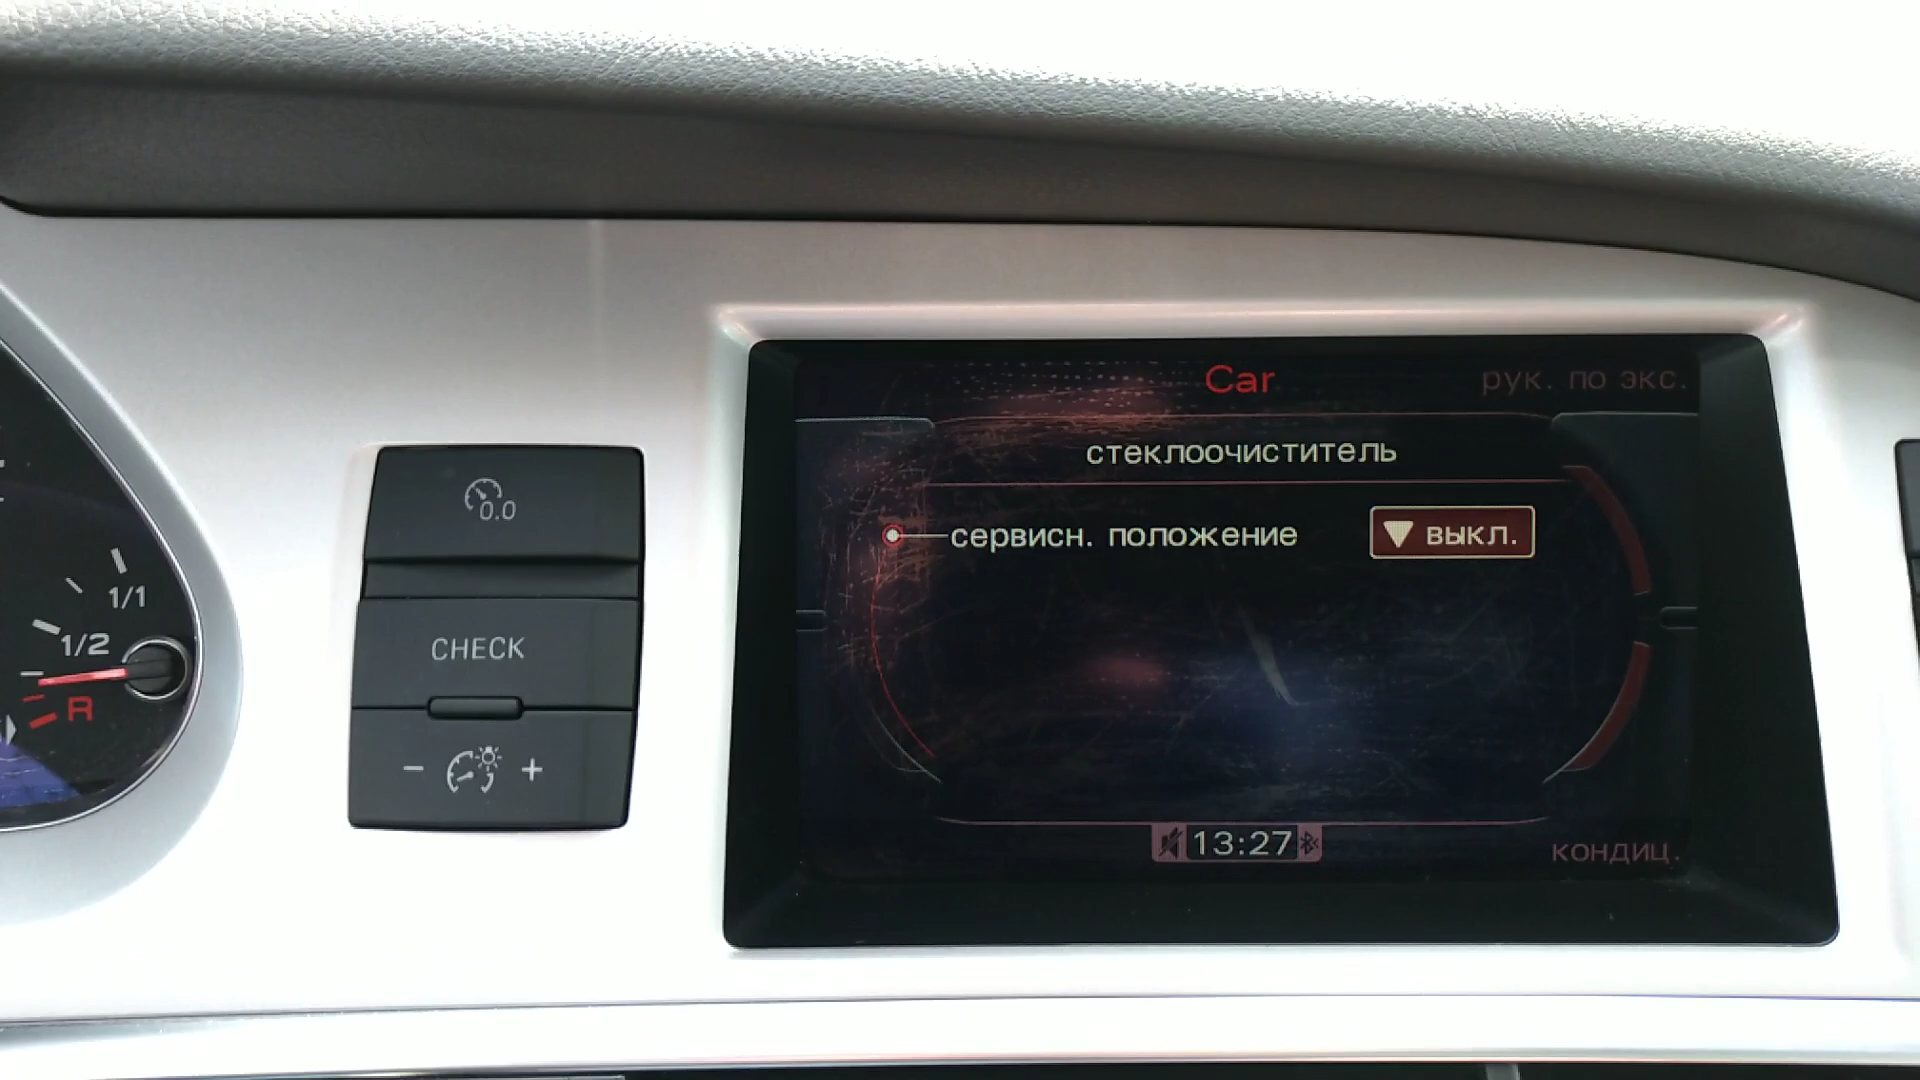 Car
рук. по экс.
стеклоочиститель
сервисн. положение
▼ выкл.
13:27
кондиц.
0.0
CHECK
− +
1/1
1/2
R